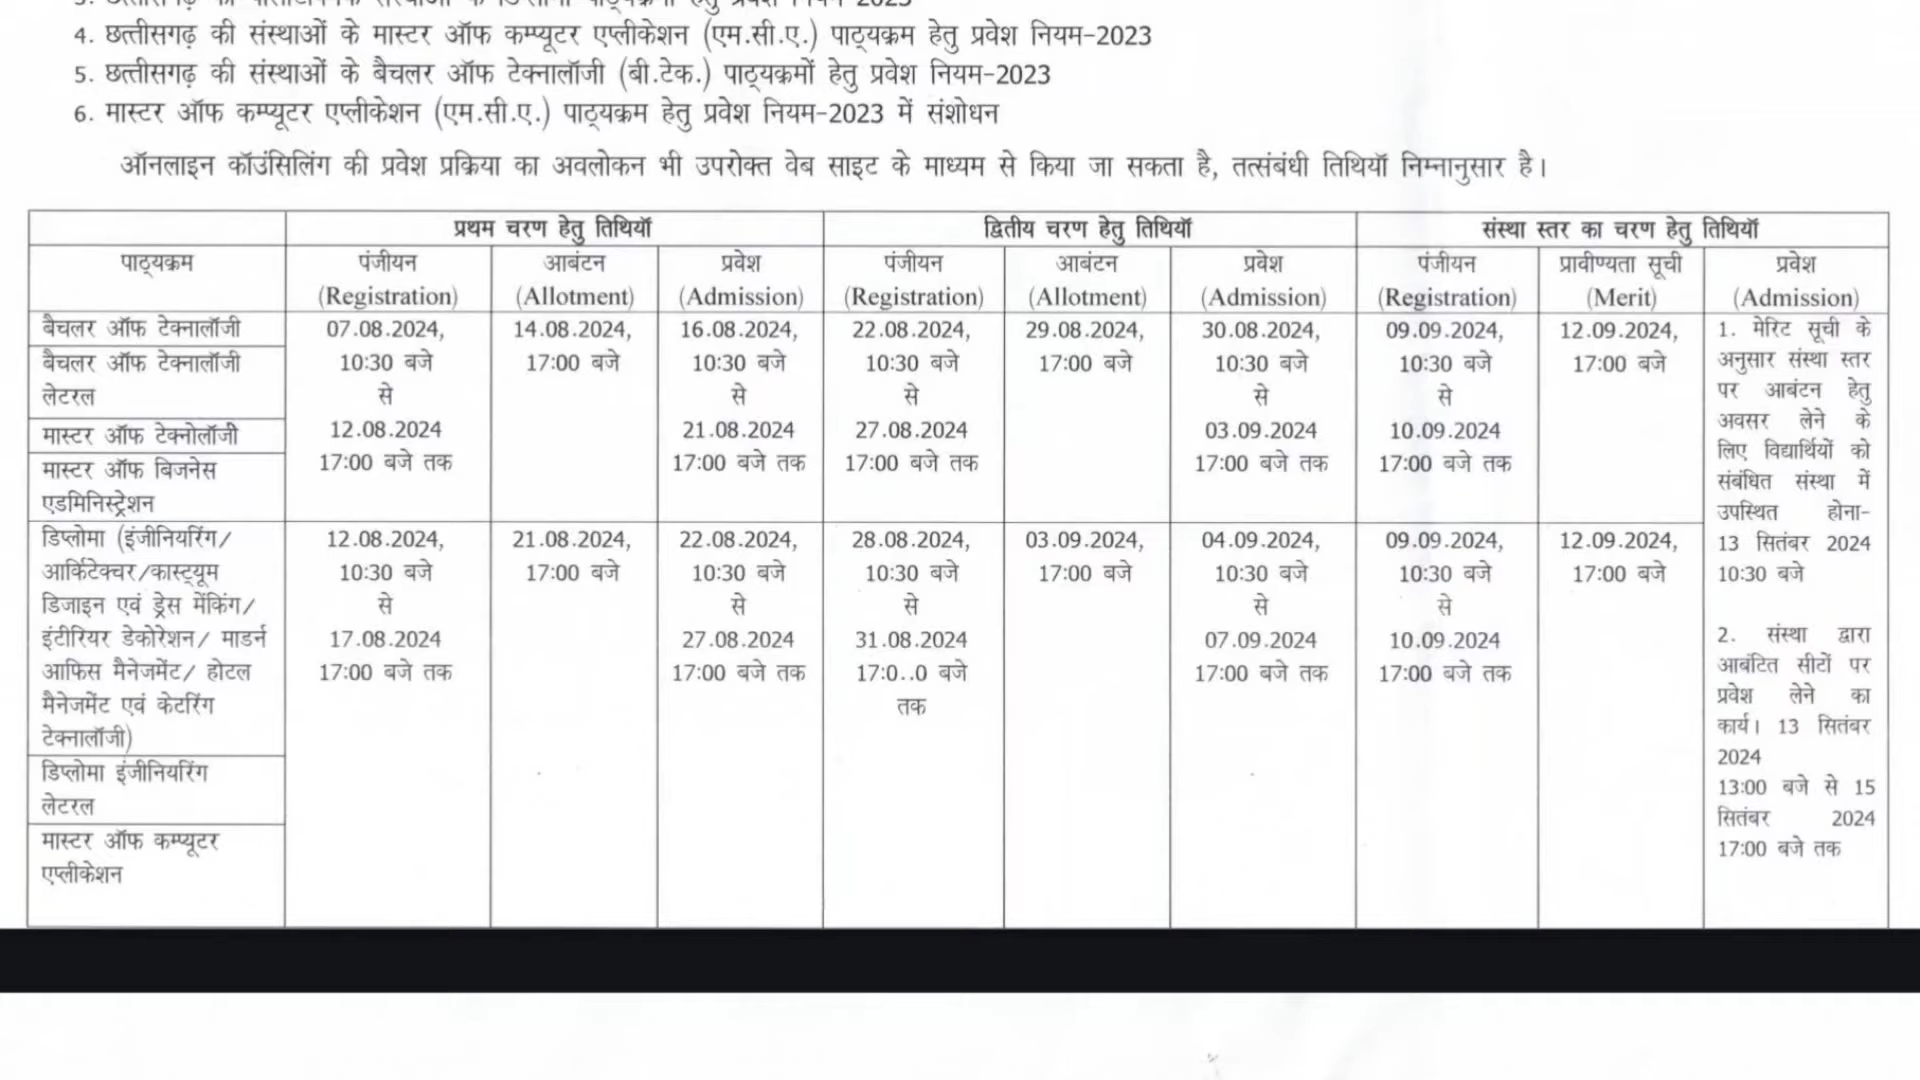 4. छत्तीसगढ़ की संस्थाओं के मास्टर ऑफ कम्प्यूटर एप्लीकेशन (एम.सी.ए.) पाठ्यक्रम हेतु प्रवेश नियम-2023
5. छत्तीसगढ़ की संस्थाओं के बैचलर ऑफ टेक्नालॉजी (बी.टेक.) पाठ्यक्रमों हेतु प्रवेश नियम-2023
6. मास्टर ऑफ कम्प्यूटर एप्लीकेशन (एम.सी.ए.) पाठ्यक्रम हेतु प्रवेश नियम-2023 में संशोधन
ऑनलाइन कॉउंसिलिंग की प्रवेश प्रक्रिया का अवलोकन भी उपरोक्त वेब साइट के माध्यम से किया जा सकता है, तत्संबंधी तिथियॉ निम्नानुसार है।
प्रथम चरण हेतु तिथियॉ
द्वितीय चरण हेतु तिथियॉ
संस्था स्तर का चरण हेतु तिथियॉ
पाठ्यक्रम
पंजीयन
(Registration)
आबंटन
(Allotment)
प्रवेश
(Admission)
पंजीयन
(Registration)
आबंटन
(Allotment)
प्रवेश
(Admission)
पंजीयन
(Registration)
प्रावीण्यता सूची
(Merit)
प्रवेश
(Admission)
बैचलर ऑफ टेक्नालॉजी
बैचलर ऑफ टेक्नालॉजी
लेटरल
मास्टर ऑफ टेक्नोलॉजी
मास्टर ऑफ बिजनेस
एडमिनिस्ट्रेशन
07.08.2024,
10:30 बजे
से
12.08.2024
17:00 बजे तक
14.08.2024,
17:00 बजे
16.08.2024,
10:30 बजे
से
21.08.2024
17:00 बजे तक
22.08.2024,
10:30 बजे
से
27.08.2024
17:00 बजे तक
29.08.2024,
17:00 बजे
30.08.2024,
10:30 बजे
से
03.09.2024
17:00 बजे तक
09.09.2024,
10:30 बजे
से
10.09.2024
17:00 बजे तक
12.09.2024,
17:00 बजे
1. मेरिट सूची के
अनुसार संस्था स्तर
पर आबंटन हेतु
अवसर लेने के
लिए विद्यार्थियों को
संबंधित संस्था में
उपस्थित होना-
13 सितंबर 2024
10:30 बजे
2. संस्था द्वारा
आबंटित सीटों पर
प्रवेश लेने का
कार्य। 13 सितंबर
2024
13:00 बजे से 15
सितंबर 2024
17:00 बजे तक
डिप्लोमा (इंजीनियरिंग/
आर्किटेक्चर/कास्ट्यूम
डिजाइन एवं ड्रेस मेंकिंग/
इंटीरियर डेकोरेशन/ माडर्न
आफिस मैनेजमेंट/ होटल
मैनेजमेंट एवं केटरिंग
टेक्नालॉजी)
डिप्लोमा इंजीनियरिंग
लेटरल
मास्टर ऑफ कम्प्यूटर
एप्लीकेशन
12.08.2024,
10:30 बजे
से
17.08.2024
17:00 बजे तक
21.08.2024,
17:00 बजे
22.08.2024,
10:30 बजे
से
27.08.2024
17:00 बजे तक
28.08.2024,
10:30 बजे
से
31.08.2024
17:0..0 बजे
तक
03.09.2024,
17:00 बजे
04.09.2024,
10:30 बजे
से
07.09.2024
17:00 बजे तक
09.09.2024,
10:30 बजे
से
10.09.2024
17:00 बजे तक
12.09.2024,
17:00 बजे